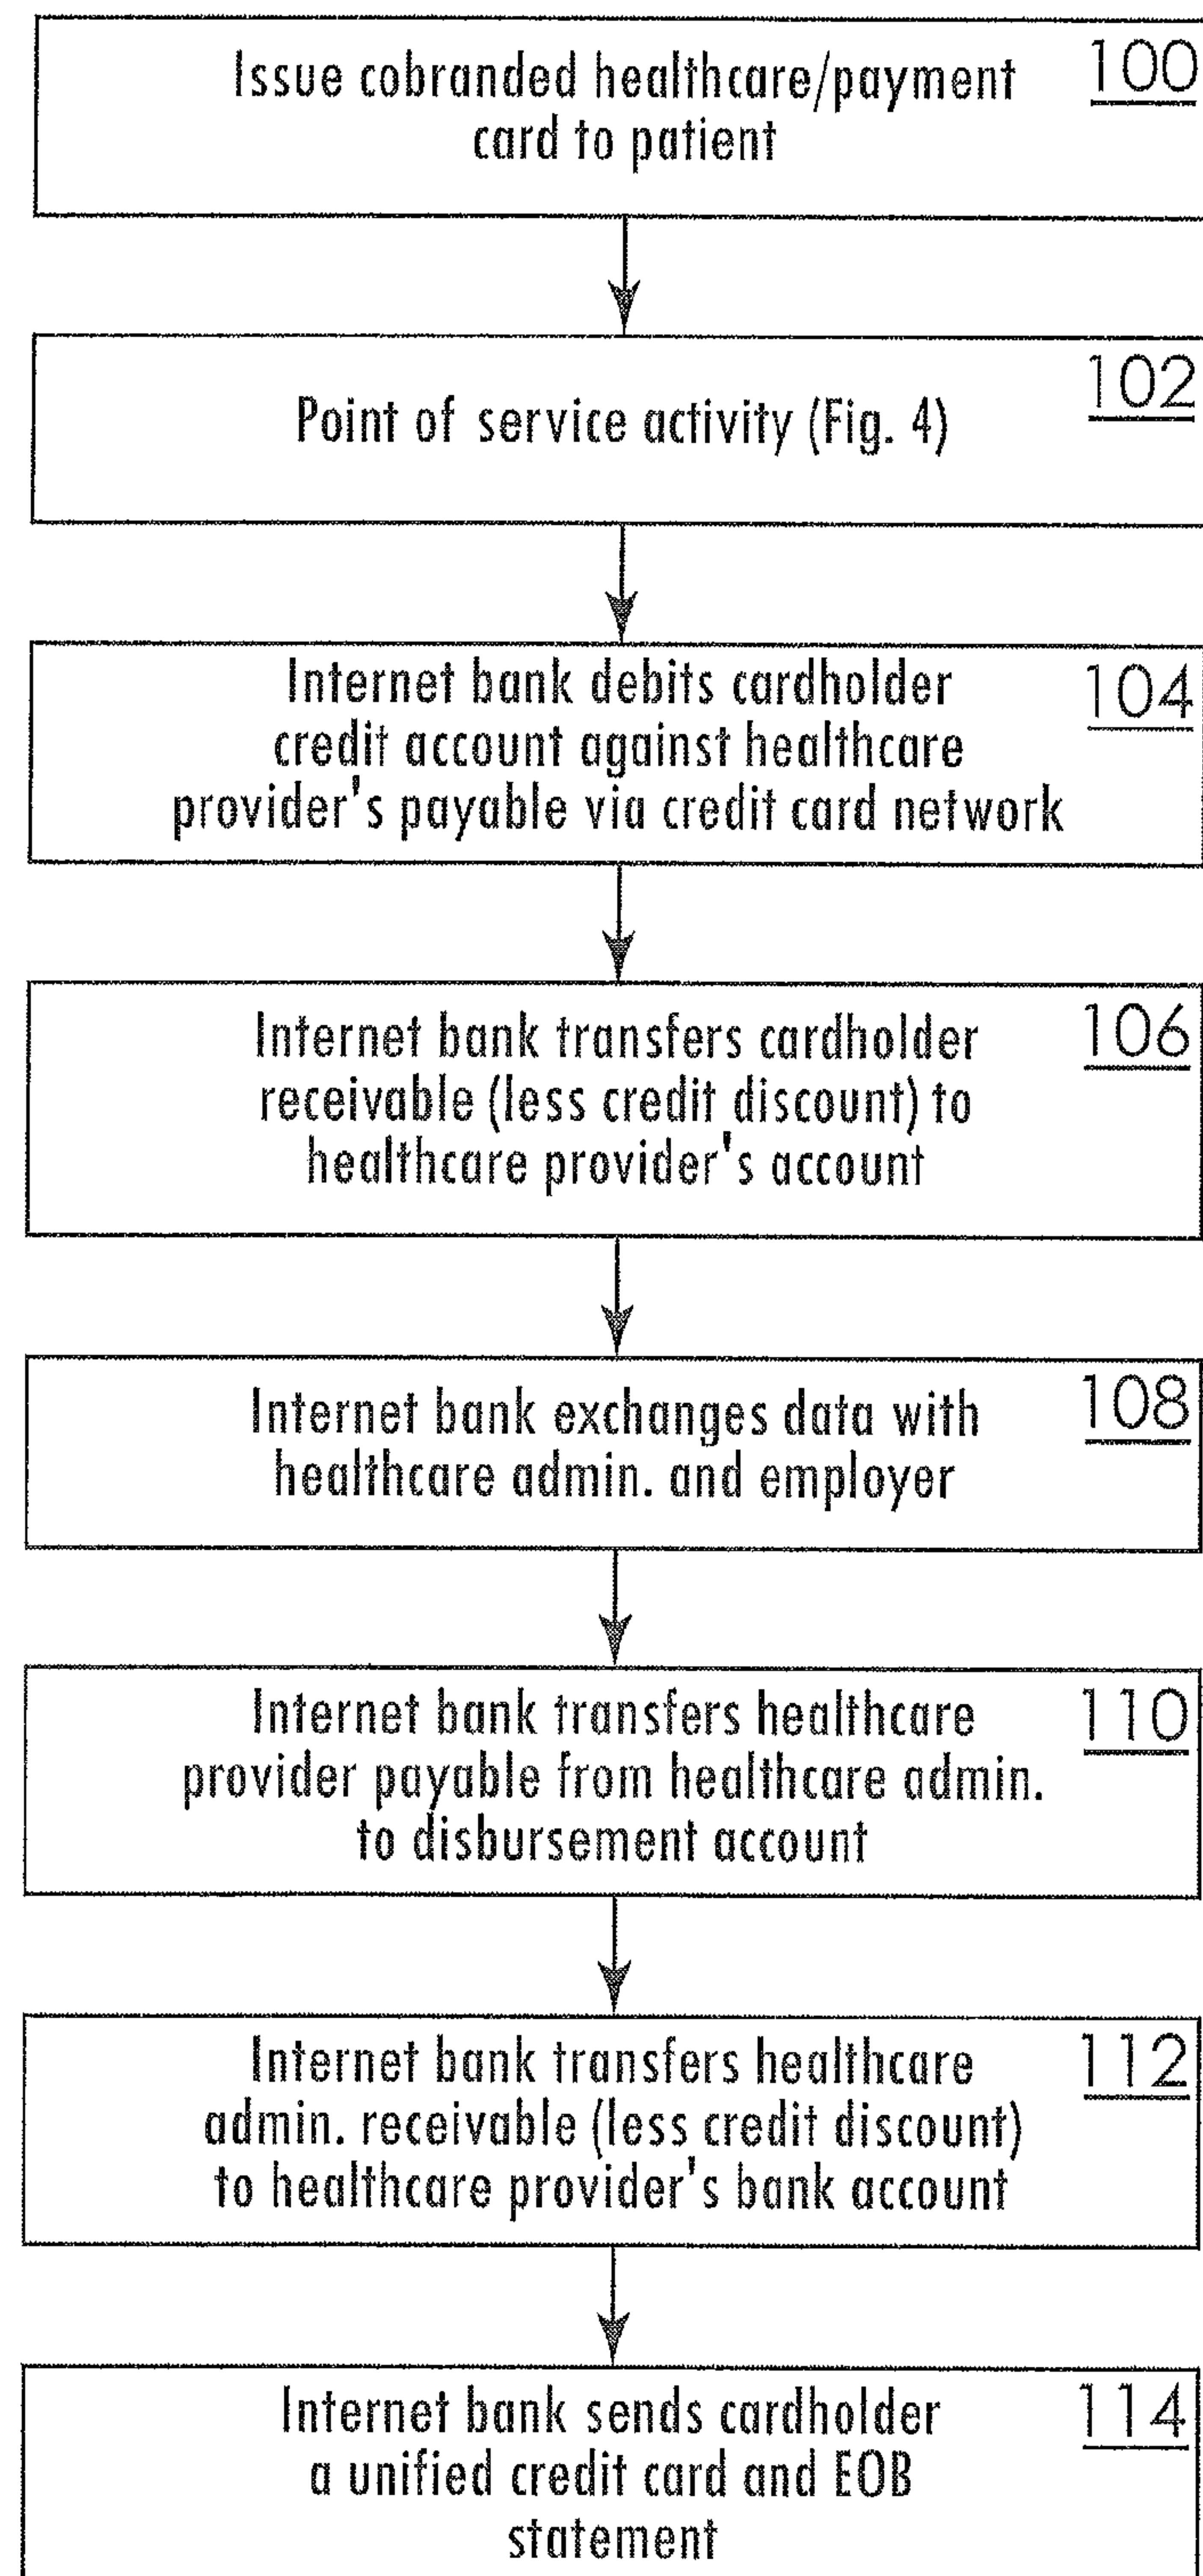 Issue cobranded healthcare/payment
card to patient
100
Point of service activity (Fig. 4)
102
Internet bank debits cardholder
credit account against healthcare
provider's payable via credit card network
104
Internet bank transfers cardholder
receivable (less credit discount) to
healthcare provider's account
106
Internet bank exchanges data with
healthcare admin. and employer
108
Internet bank transfers healthcare
provider payable from healthcare admin.
to disbursement account
110
Internet bank transfers healthcare
admin. receivable (less credit discount)
to healthcare provider's bank account
112
Internet bank sends cardholder
a unified credit card and EOB
statement
114